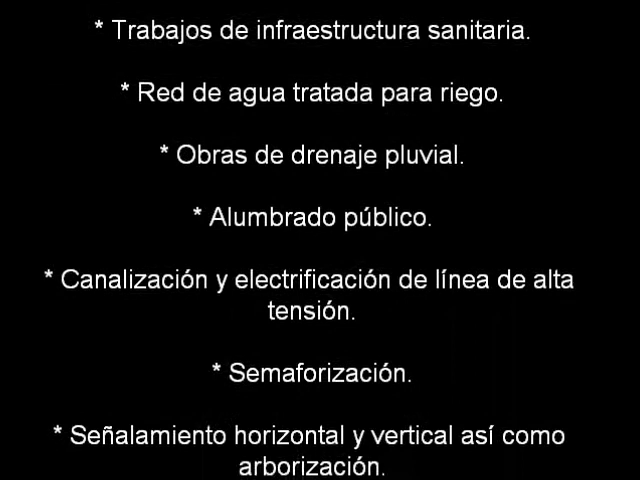 * Trabajos de infraestructura sanitaria.
* Red de agua tratada para riego.
* Obras de drenaje pluvial.
* Alumbrado público.
* Canalización y electrificación de línea de alta
tensión.
* Semaforización.
* Señalamiento horizontal y vertical así como
arborización.